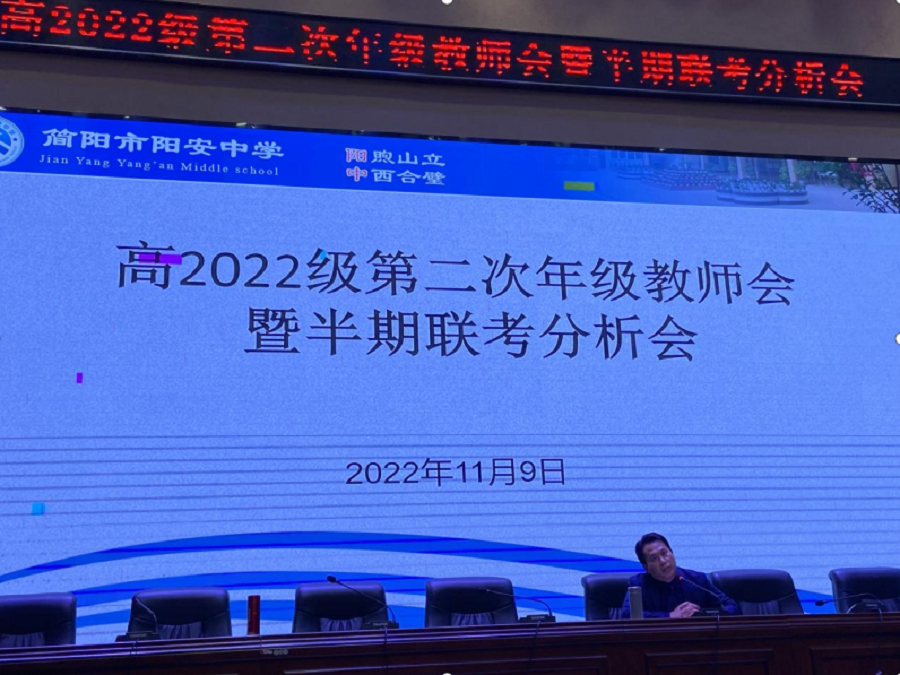 高2022级第二次年级教师会暨半期联考分析会
简阳市阳安中学
Jian Yang Yang'an Middle school
阳煦山立
中西合璧
高2022级第二次年级教师会
暨半期联考分析会
2022年11月9日